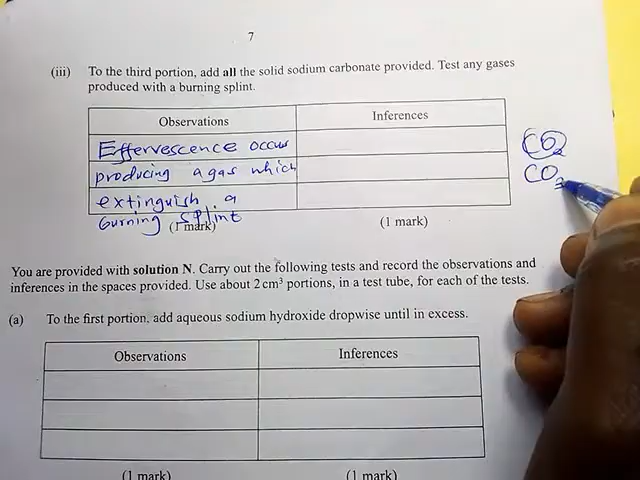 7
(iii) To the third portion, add all the solid sodium carbonate provided. Test any gases
produced with a burning splint.
Observations Inferences
Effervescence occurs
producing a gas which
extinguish a
burning splint
CO2
CO3
(1 mark) (1 mark)
You are provided with solution N. Carry out the following tests and record the observations and
inferences in the spaces provided. Use about 2 cm³ portions, in a test tube, for each of the tests.
(a) To the first portion, add aqueous sodium hydroxide dropwise until in excess.
Observations Inferences
(1 mark) (1 mark)